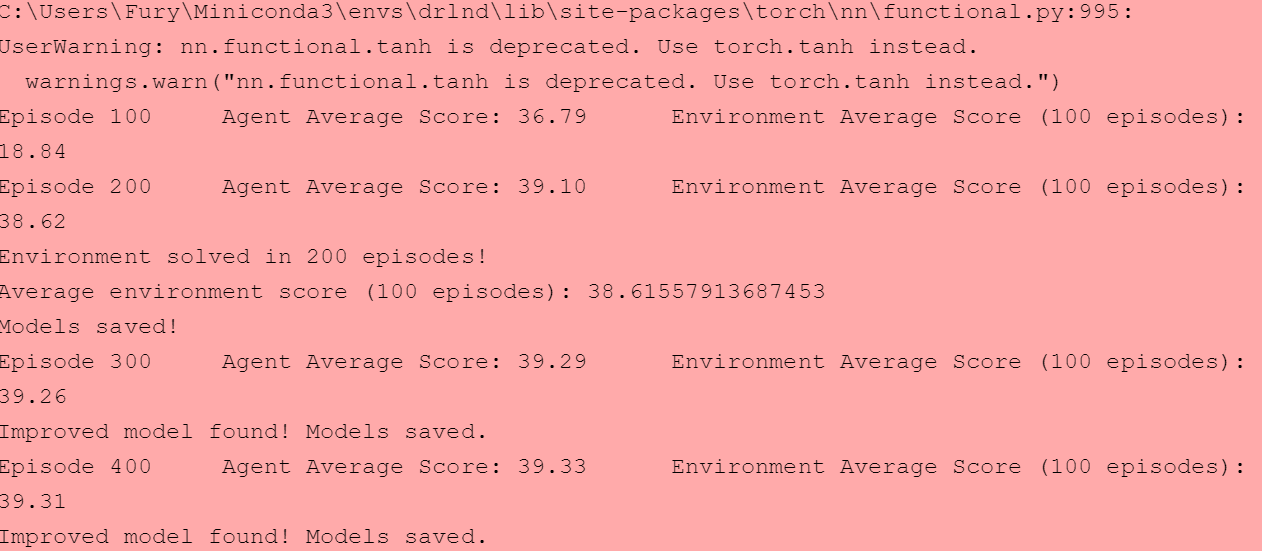 C:\Users\Fury\Miniconda3\envs\drlnd\lib\site-packages\torch\nn\functional.py:995:
UserWarning: nn.functional.tanh is deprecated. Use torch.tanh instead.
  warnings.warn("nn.functional.tanh is deprecated. Use torch.tanh instead.")
Episode 100     Agent Average Score: 36.79      Environment Average Score (100 episodes):
18.84
Episode 200     Agent Average Score: 39.10      Environment Average Score (100 episodes):
38.62
Environment solved in 200 episodes!
Average environment score (100 episodes): 38.61557913687453
Models saved!
Episode 300     Agent Average Score: 39.29      Environment Average Score (100 episodes):
39.26
Improved model found! Models saved.
Episode 400     Agent Average Score: 39.33      Environment Average Score (100 episodes):
39.31
Improved model found! Models saved.